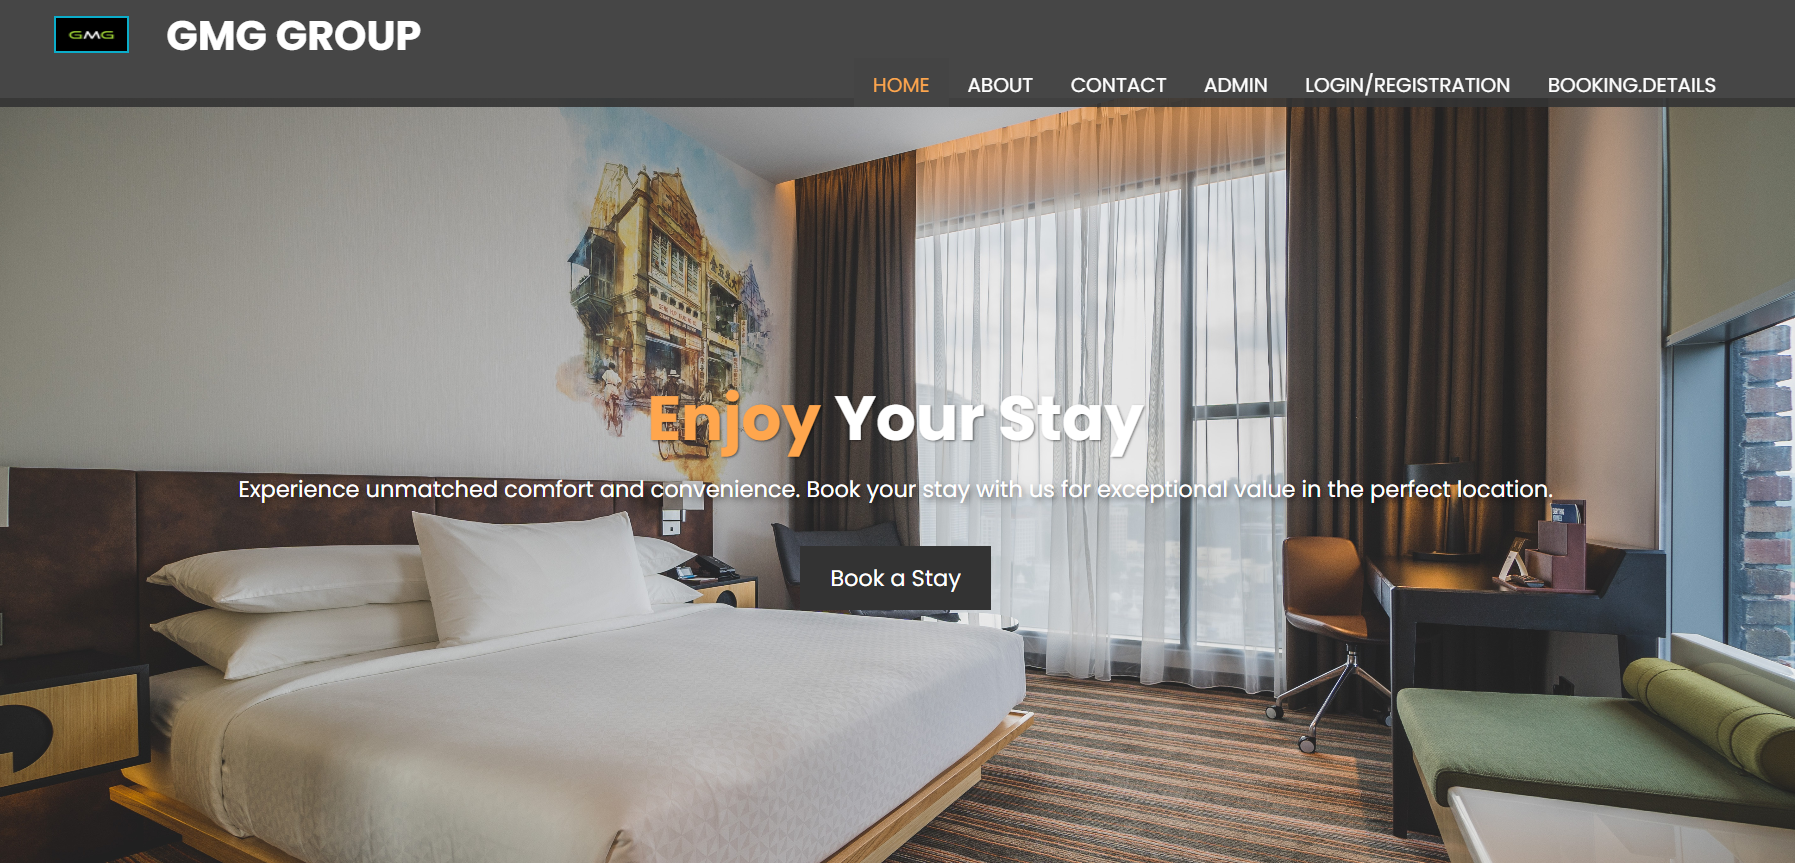 GMG
GMG GROUP
HOME ABOUT CONTACT ADMIN LOGIN/REGISTRATION BOOKING.DETAILS
Enjoy Your Stay
Experience unmatched comfort and convenience. Book your stay with us for exceptional value in the perfect location.
Book a Stay